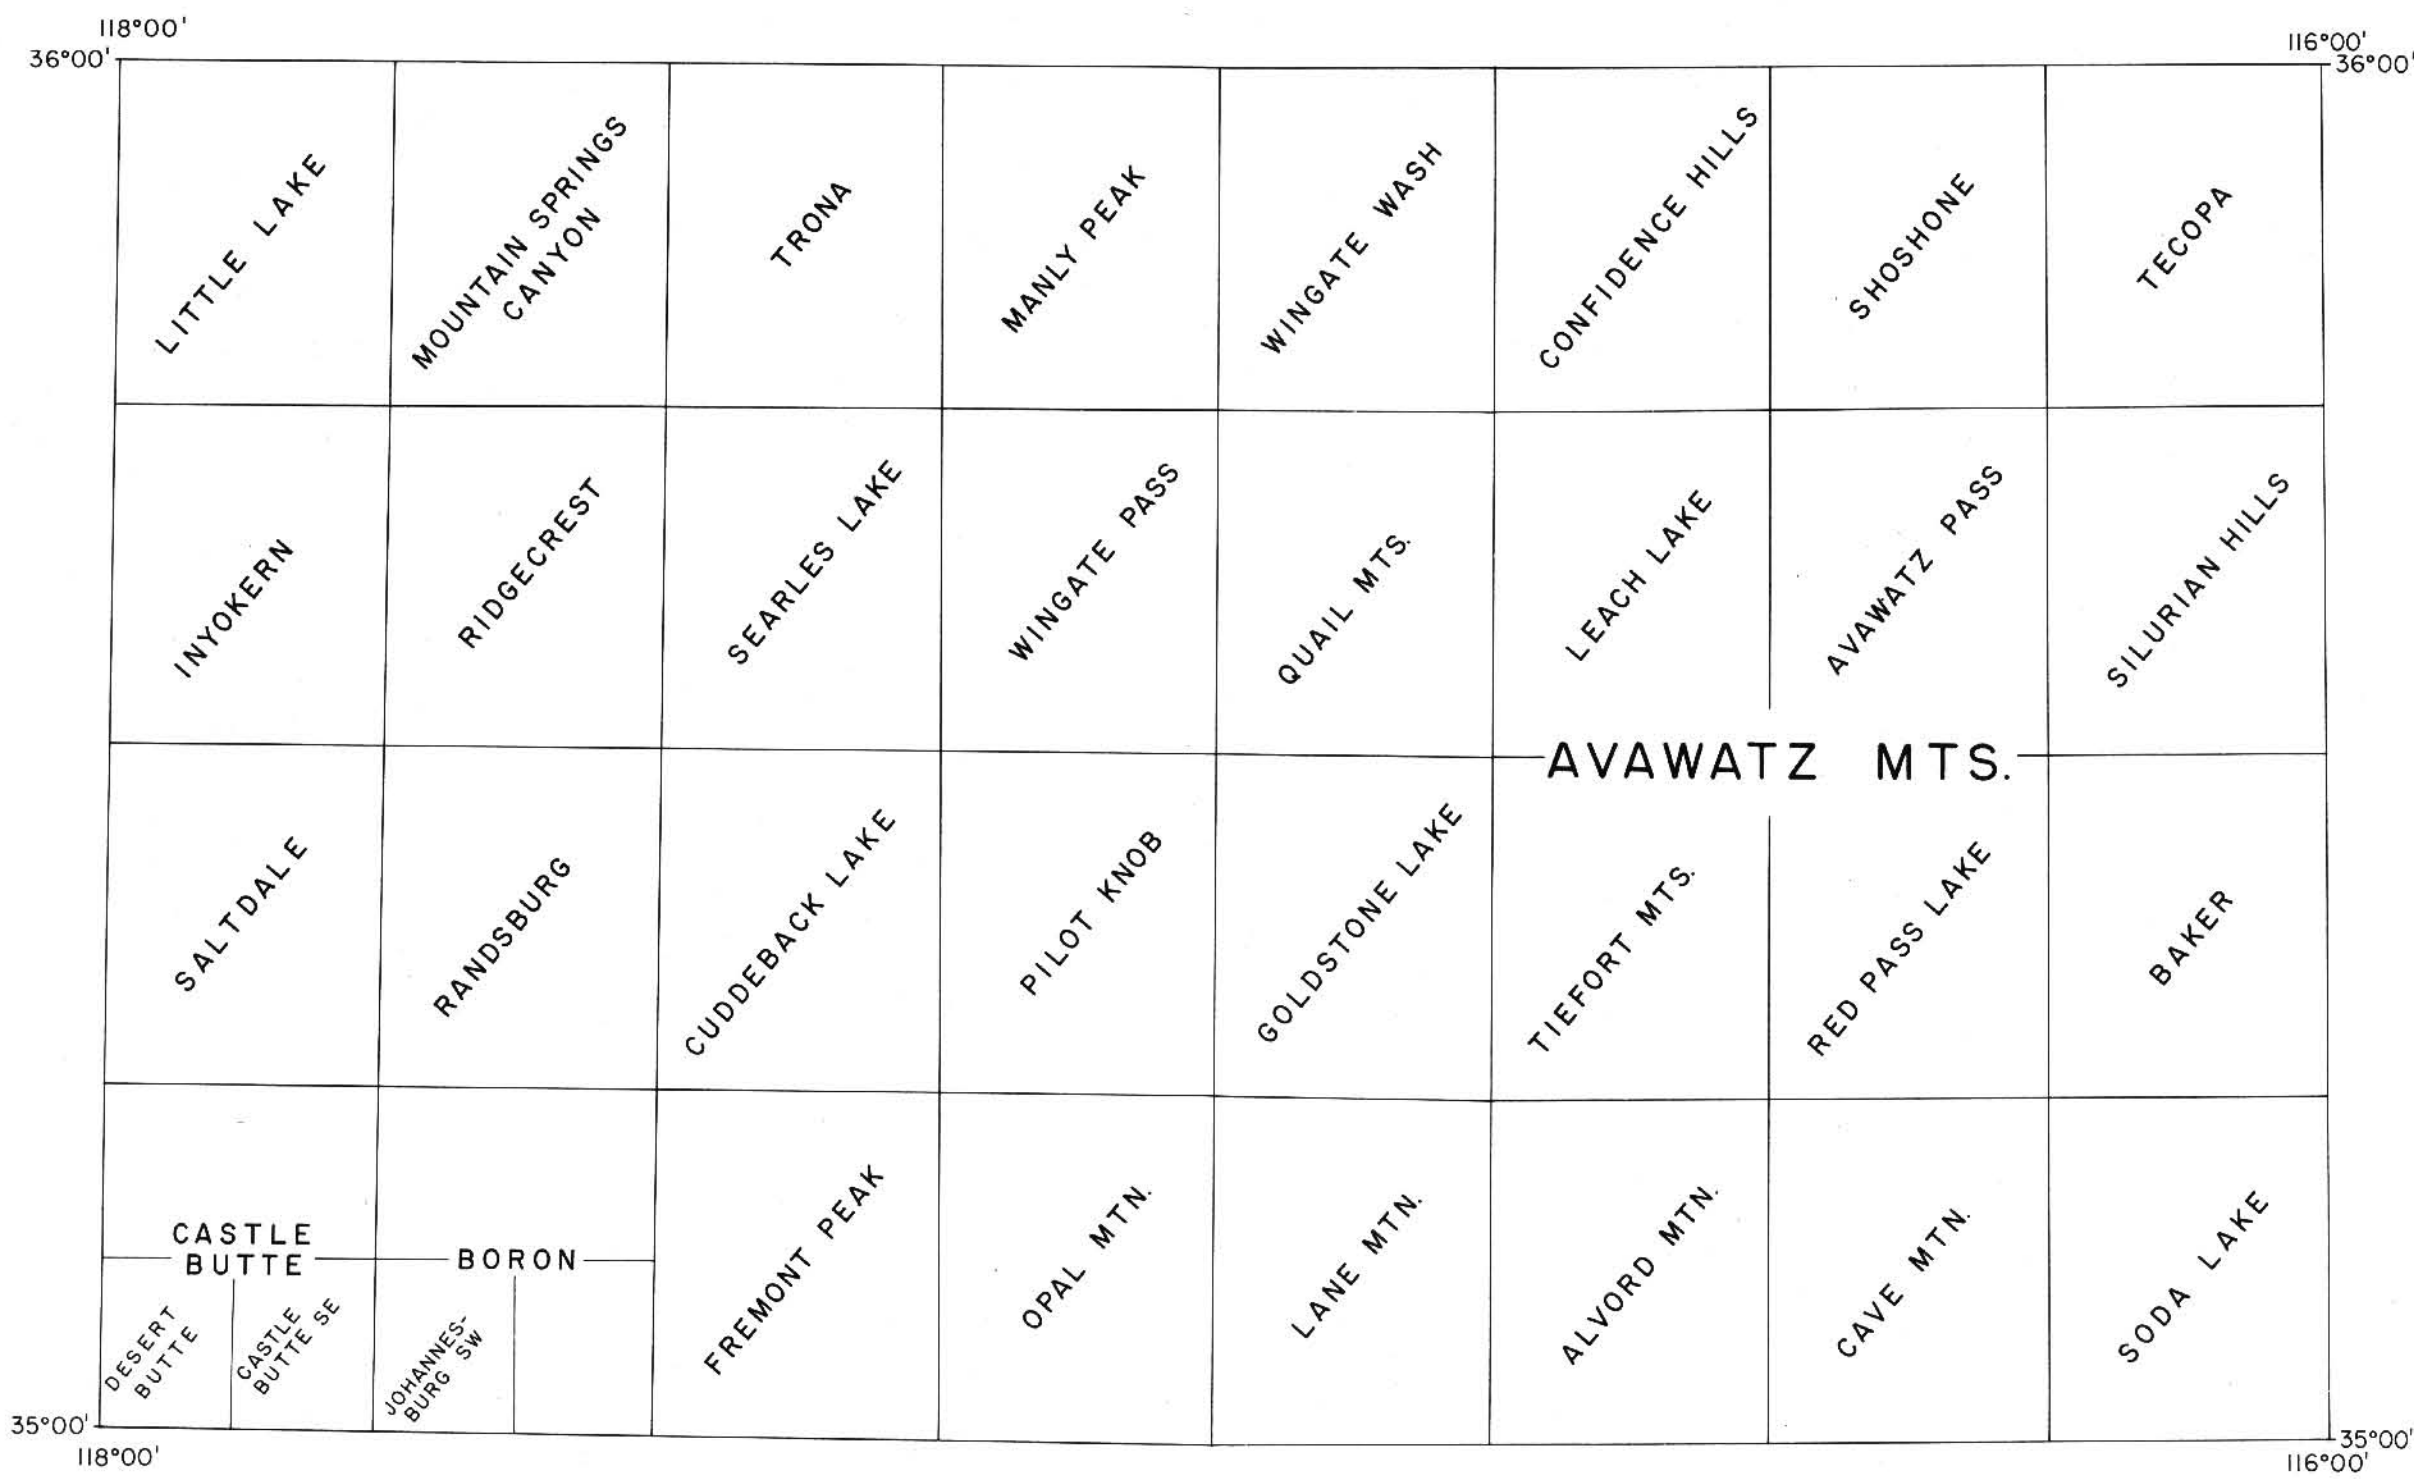 118°00'
116°00'
36°00'
36°00'
LITTLE LAKE
MOUNTAIN SPRINGS
CANYON
TRONA
MANLY PEAK
WINGATE WASH
CONFIDENCE HILLS
SHOSHONE
TECOPA
INYOKERN
RIDGECREST
SEARLES LAKE
WINGATE PASS
QUAIL MTS.
LEACH LAKE
AVAWATZ PASS
SILURIAN HILLS
AVAWATZ MTS.
SALTDALE
RANDSBURG
CUDDEBACK LAKE
PILOT KNOB
GOLDSTONE LAKE
TIEFORT MTS.
RED PASS LAKE
BAKER
CASTLE
BUTTE
BORON
DESERT
BUTTE
CASTLE
BUTTE SE
JOHANNES-
BURG SW
FREMONT PEAK
OPAL MTN.
LANE MTN.
ALVORD MTN.
CAVE MTN.
SODA LAKE
35°00'
35°00'
118°00'
116°00'